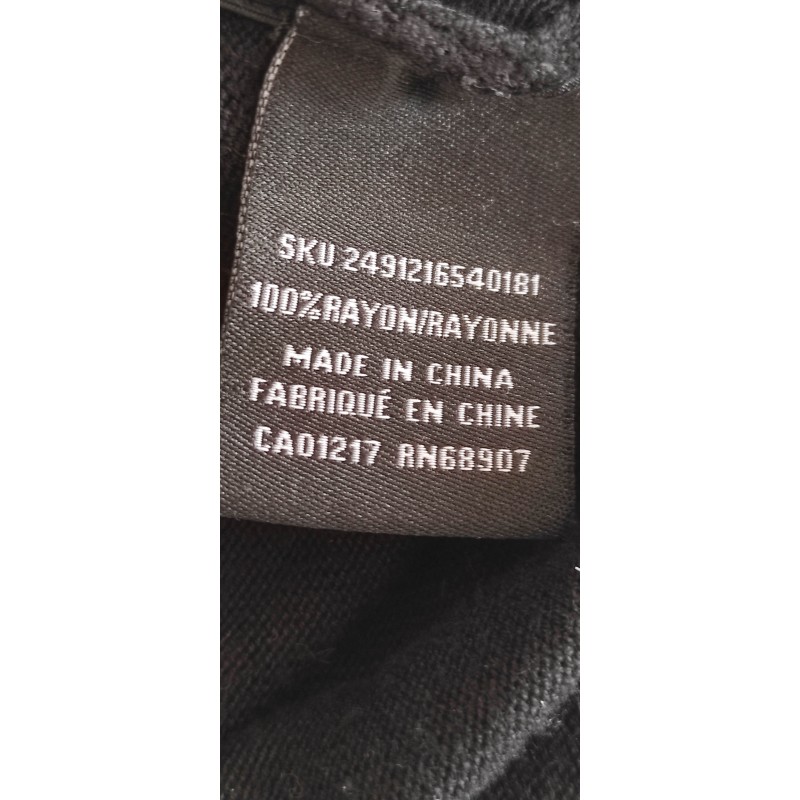 SKU 2491216540181
100%RAYON/RAYONNE
MADE IN CHINA
FABRIQUÉ EN CHINE
CA01217 RN68907